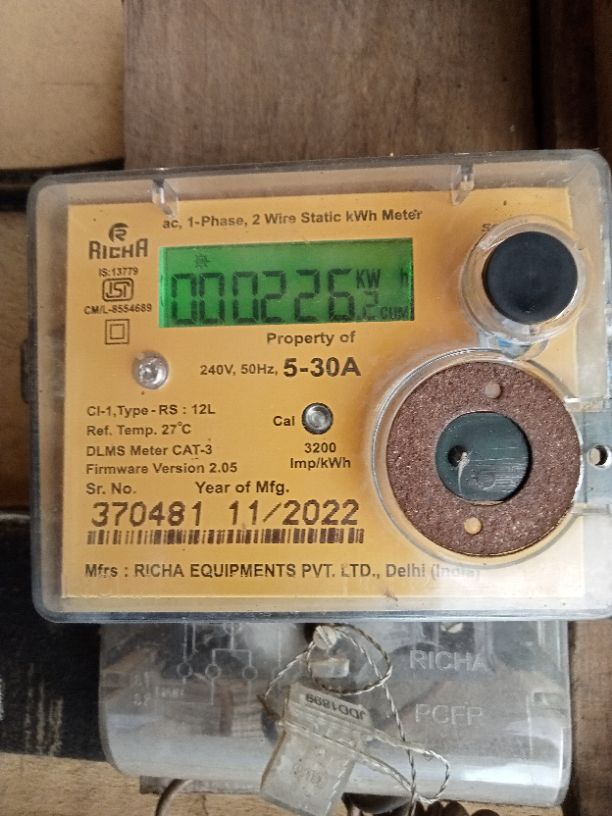 ac, 1-Phase, 2 Wire Static kWh Meter
RICHA
IS:13779
ISI
CM/L-8554689
000226.2 KW h CUM
Property of
240V, 50Hz, 5-30A
Cl-1,Type - RS : 12L
Ref. Temp. 27°C
DLMS Meter CAT-3
Firmware Version 2.05
Cal
3200
Imp/kWh
Sr. No. Year of Mfg.
370481 11/2022
Mfrs : RICHA EQUIPMENTS PVT. LTD., Delhi (India)
RICHA
JDD1899